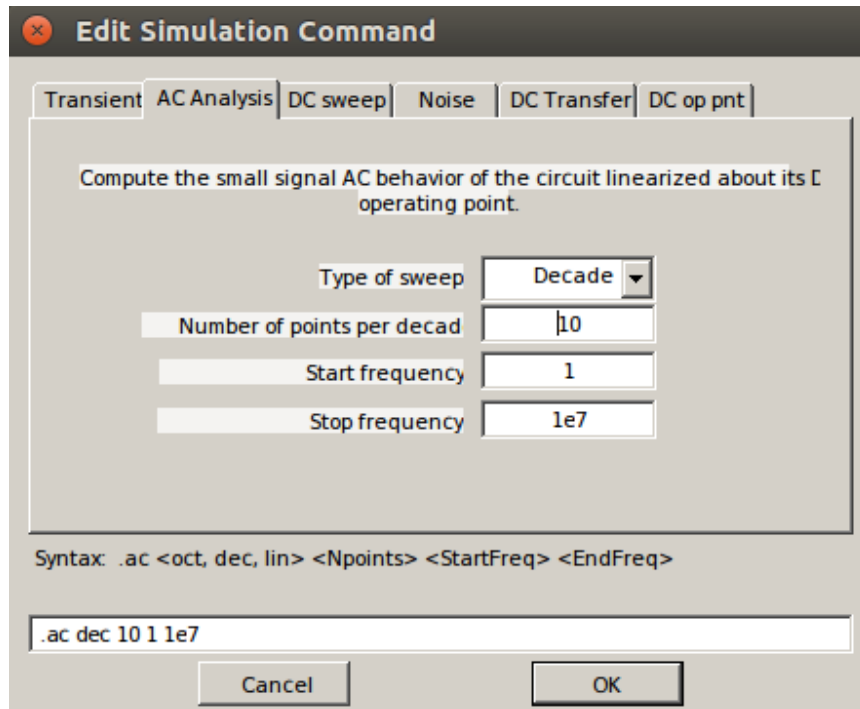 Edit Simulation Command
Transient AC Analysis DC sweep Noise DC Transfer DC op pnt
Compute the small signal AC behavior of the circuit linearized about its D
operating point.
Type of sweep Decade
Number of points per decad 10
Start frequency 1
Stop frequency 1e7
Syntax: .ac <oct, dec, lin> <Npoints> <StartFreq> <EndFreq>
.ac dec 10 1 1e7
Cancel OK